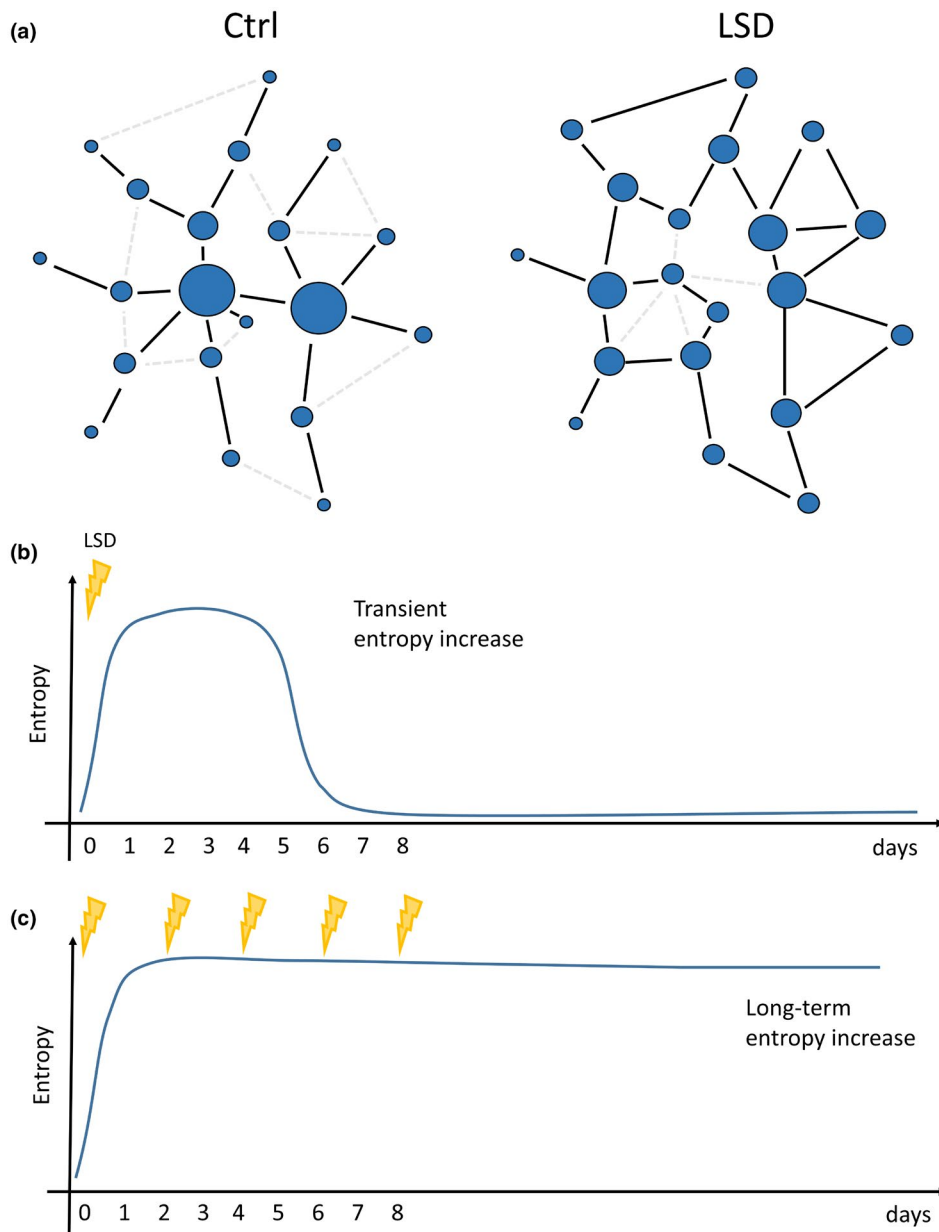 (a)
Ctrl
LSD
(b)
LSD
Transient
entropy increase
Entropy
0 1 2 3 4 5 6 7 8 days
(c)
Long-term
entropy increase
Entropy
0 1 2 3 4 5 6 7 8 days